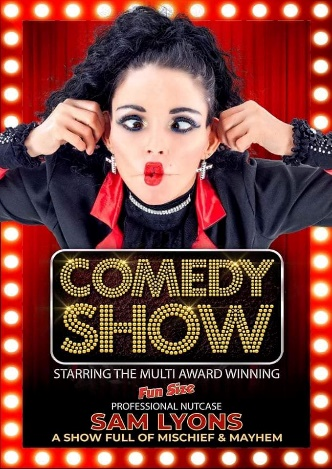 COMEDY
SHOW
STARRING THE MULTI AWARD WINNING
Fun Size
PROFESSIONAL NUTCASE
SAM LYONS
A SHOW FULL OF MISCHIEF & MAYHEM